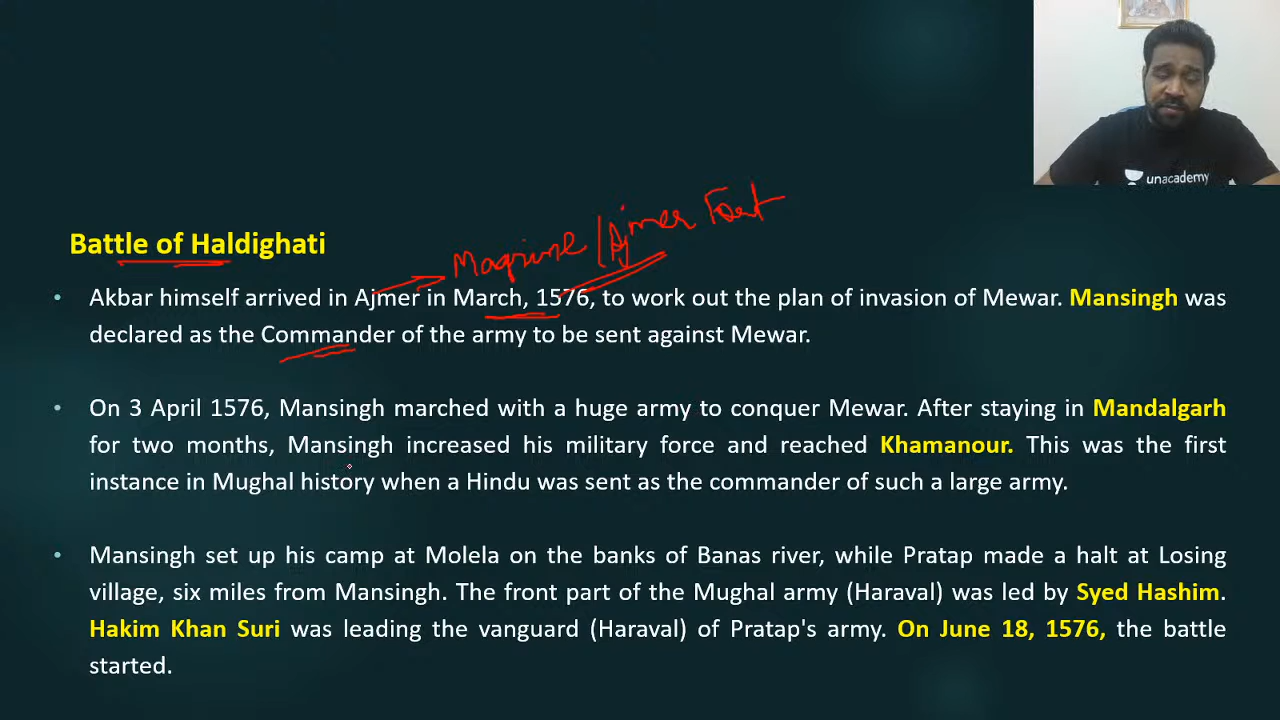 unacademy
Ajmer Fort
Battle of Haldighati
• Akbar himself arrived in Ajmer in March, 1576, to work out the plan of invasion of Mewar. Mansingh was
declared as the Commander of the army to be sent against Mewar.
• On 3 April 1576, Mansingh marched with a huge army to conquer Mewar. After staying in Mandalgarh
for two months, Mansingh increased his military force and reached Khamanour. This was the first
instance in Mughal history when a Hindu was sent as the commander of such a large army.
• Mansingh set up his camp at Molela on the banks of Banas river, while Pratap made a halt at Losing
village, six miles from Mansingh. The front part of the Mughal army (Haraval) was led by Syed Hashim.
Hakim Khan Suri was leading the vanguard (Haraval) of Pratap's army. On June 18, 1576, the battle
started.